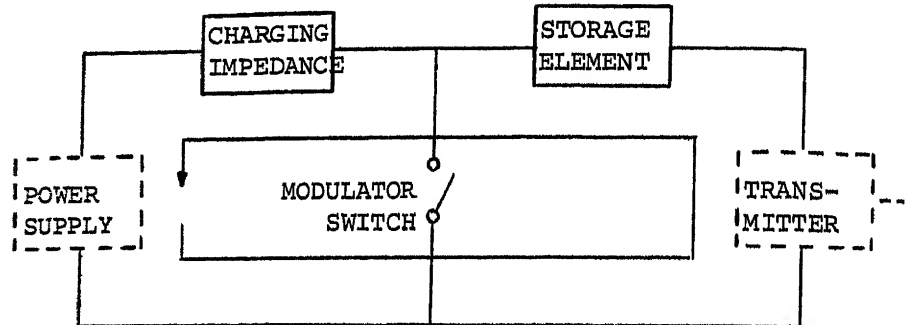 CHARGING
IMPEDANCE
STORAGE
ELEMENT
POWER
SUPPLY
MODULATOR
SWITCH
TRANS-
MITTER